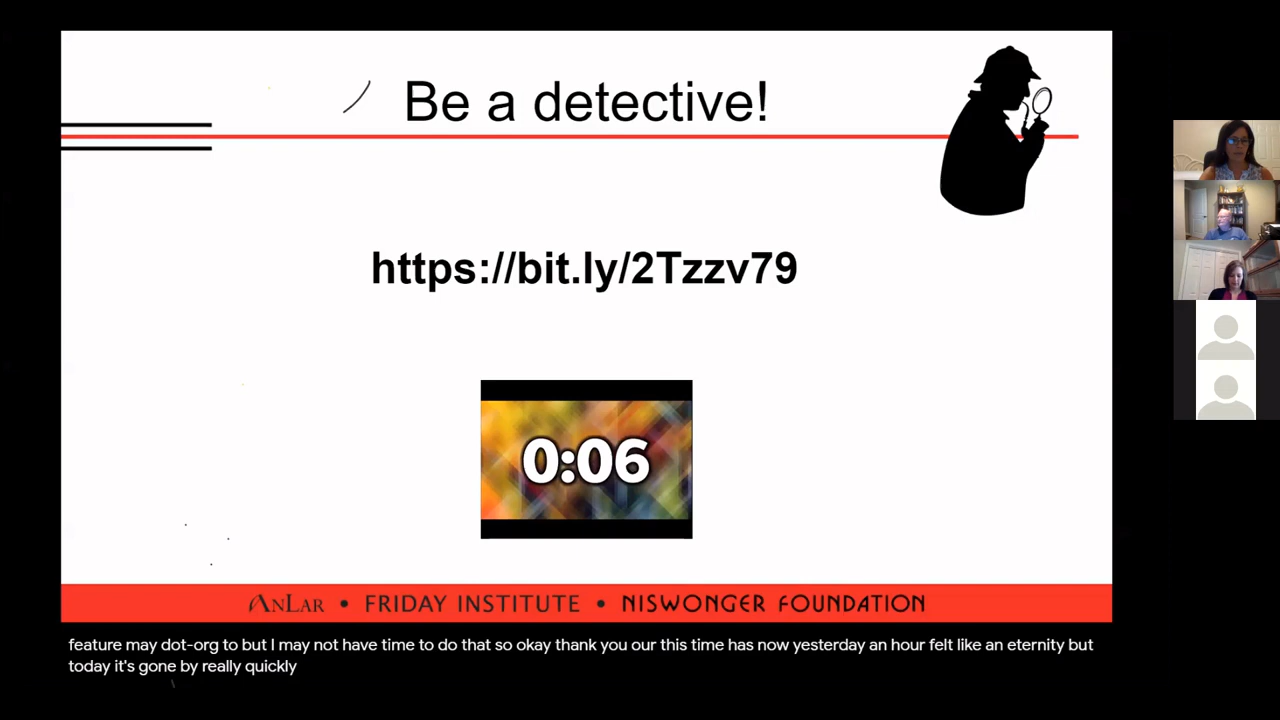 Be a detective!
https://bit.ly/2Tzzv79
0:06
ANLAR • FRIDAY INSTITUTE • NISWONGER FOUNDATION
feature may dot-org to but I may not have time to do that so okay thank you our this time has now yesterday an hour felt like an eternity but
today it's gone by really quickly